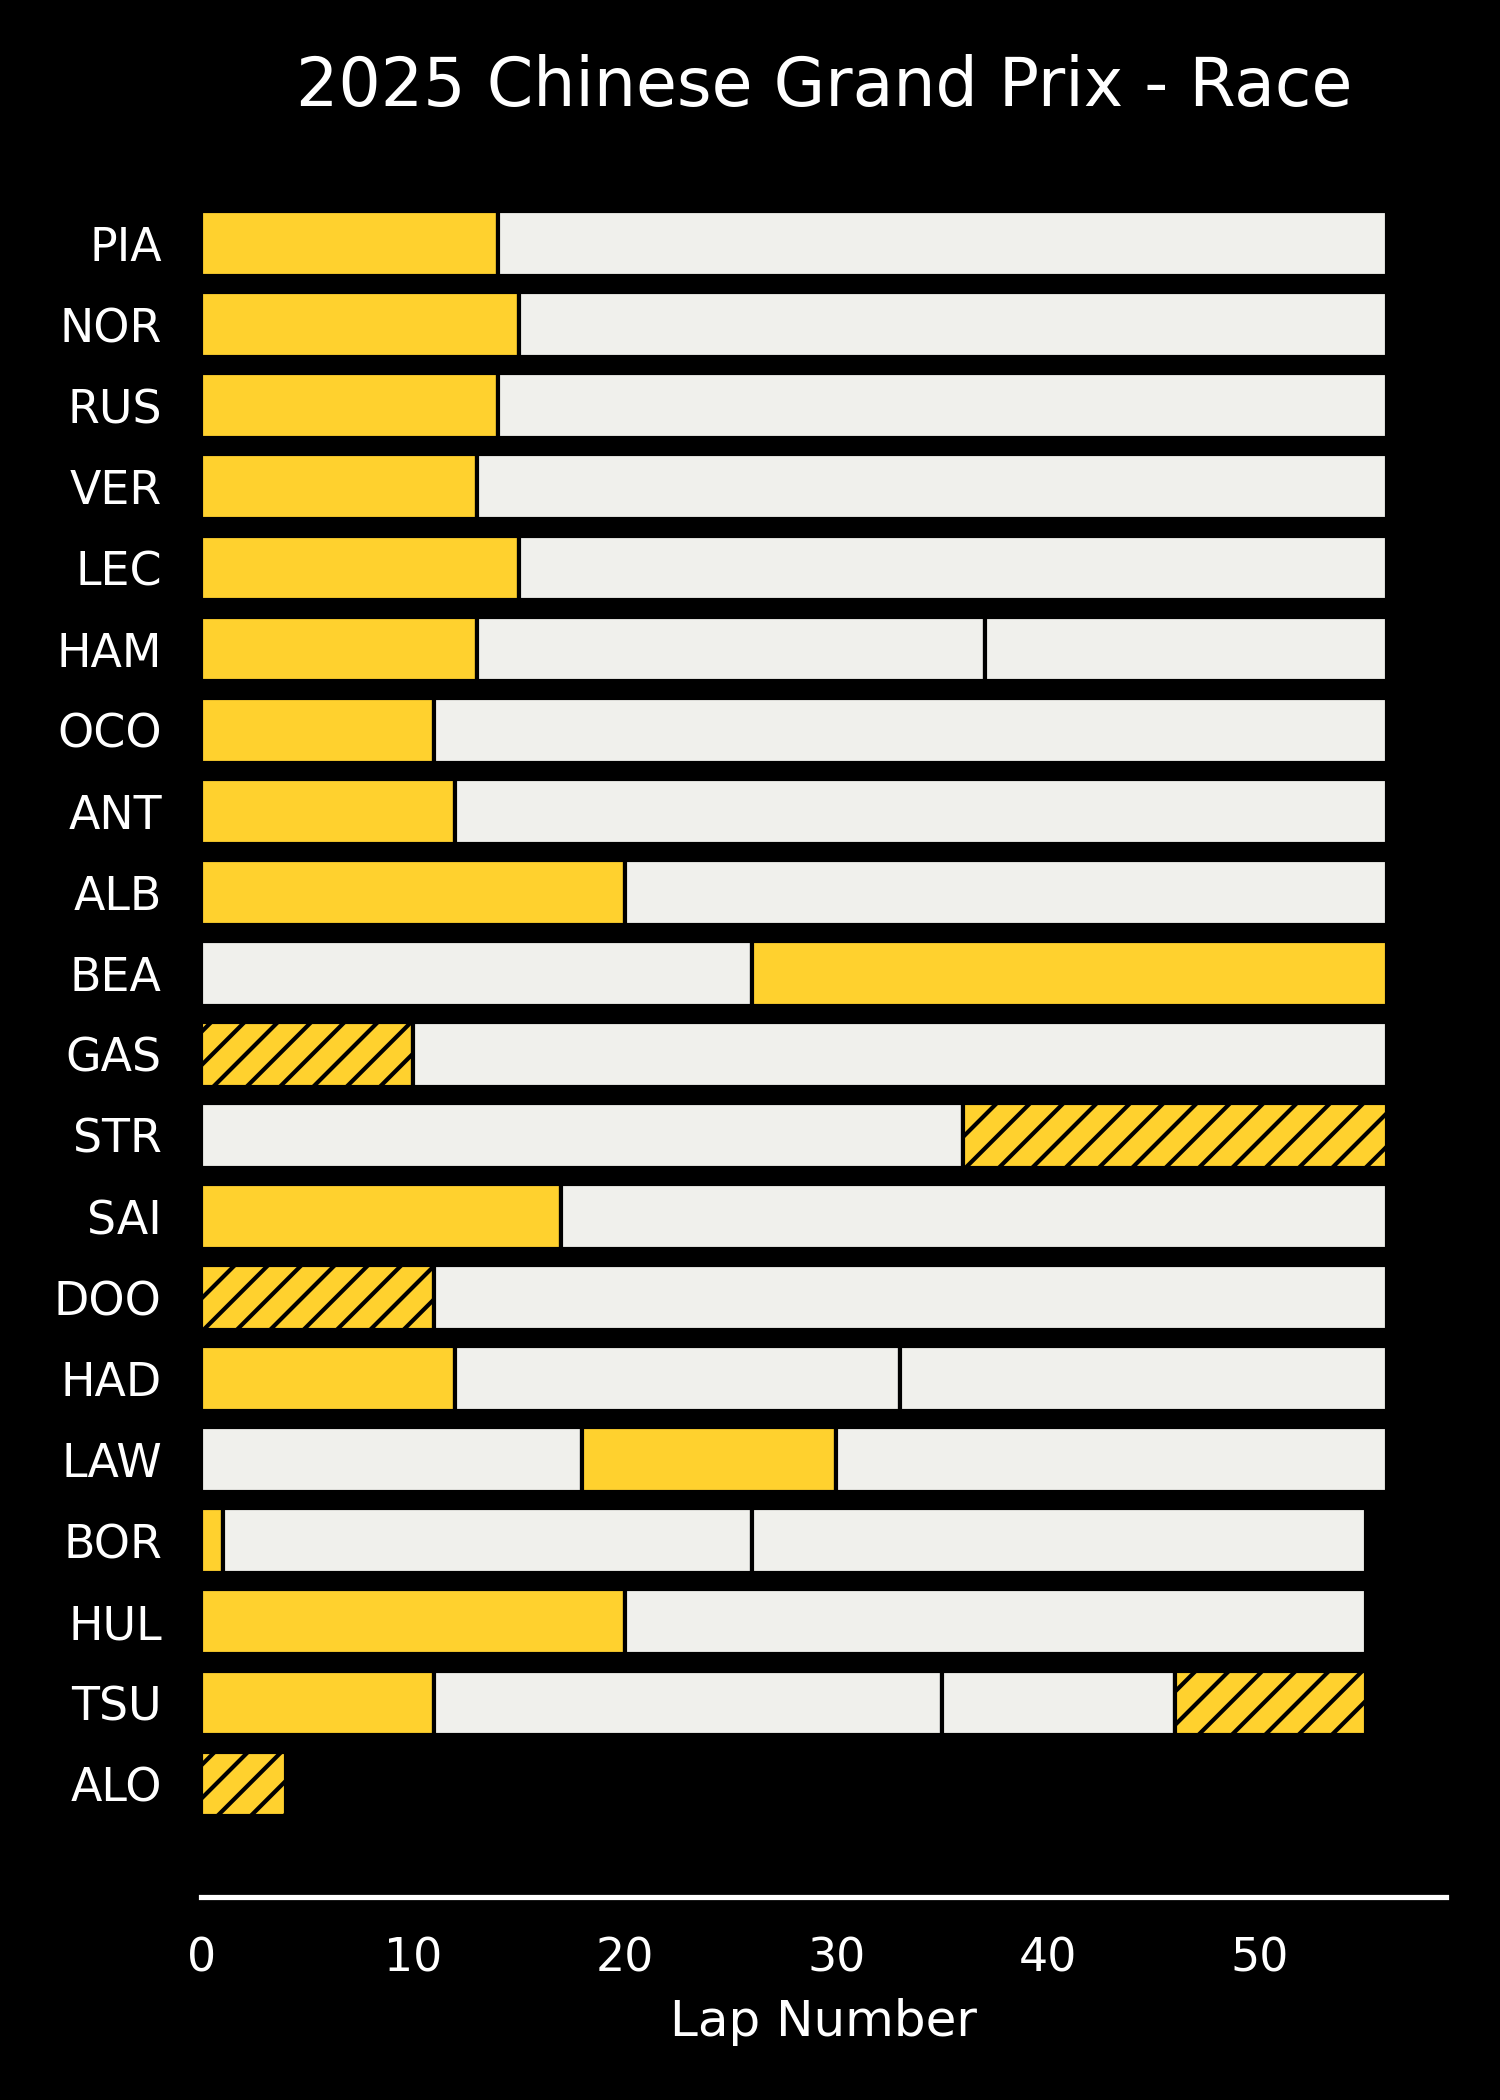 2025 Chinese Grand Prix - Race
PIA
NOR
RUS
VER
LEC
HAM
OCO
ANT
ALB
BEA
GAS
STR
SAI
DOO
HAD
LAW
BOR
HUL
TSU
ALO
0 10 20 30 40 50
Lap Number